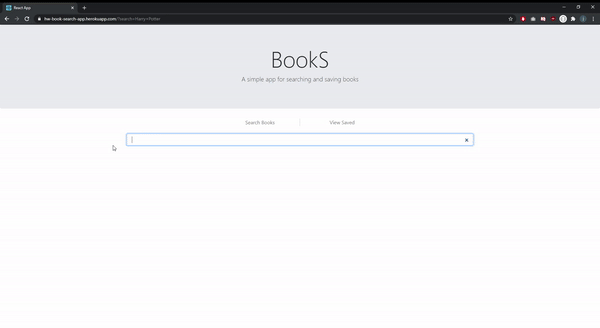 React App
hw-book-search-app.herokuapp.com/?search=Harry+Potter
BookS
A simple app for searching and saving books
Search Books
View Saved